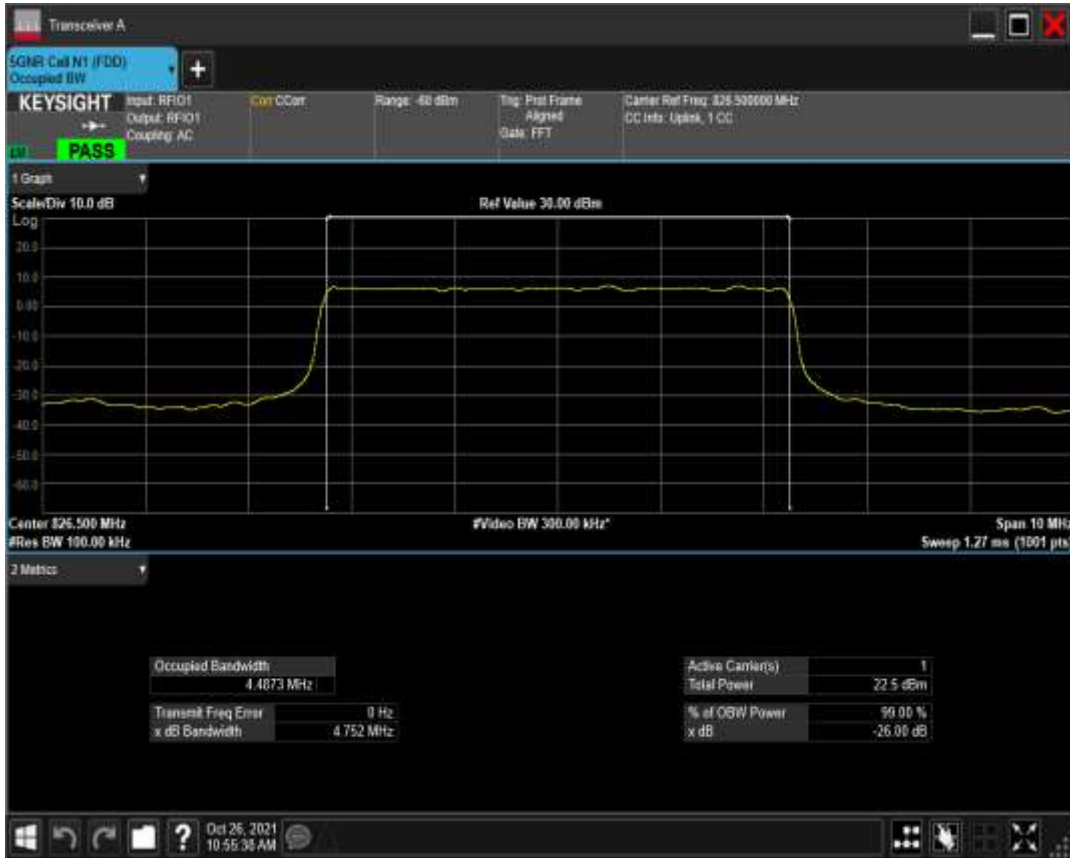 Transceiver A
5GNR Cell N1 (FDD)
Occupied BW
KEYSIGHT
Input: RFIO1
Output: RFIO1
Coupling: AC
Corr CCorr
Range: -60 dBm
Trig: Prot Frame
Aligned
Gate: FFT
Carrier Ref Freq: 826.500000 MHz
CC Info: Uplink, 1 CC
PASS
1 Graph
Scale/Div 10.0 dB
Ref Value 30.00 dBm
Log
20.0
10.0
0.00
-10.0
-20.0
-30.0
-40.0
-50.0
-60.0
Center 826.500 MHz
#Video BW 300.00 kHz*
Span 10 MHz
#Res BW 100.00 kHz
Sweep 1.27 ms (1001 pts)
2 Metrics
Occupied Bandwidth
4.4873 MHz
Active Carrier(s) 1
Total Power 22.5 dBm
Transmit Freq Error 0 Hz
% of OBW Power 99.00 %
x dB Bandwidth 4.752 MHz
x dB -26.00 dB
Oct 26, 2021
10:55:38 AM